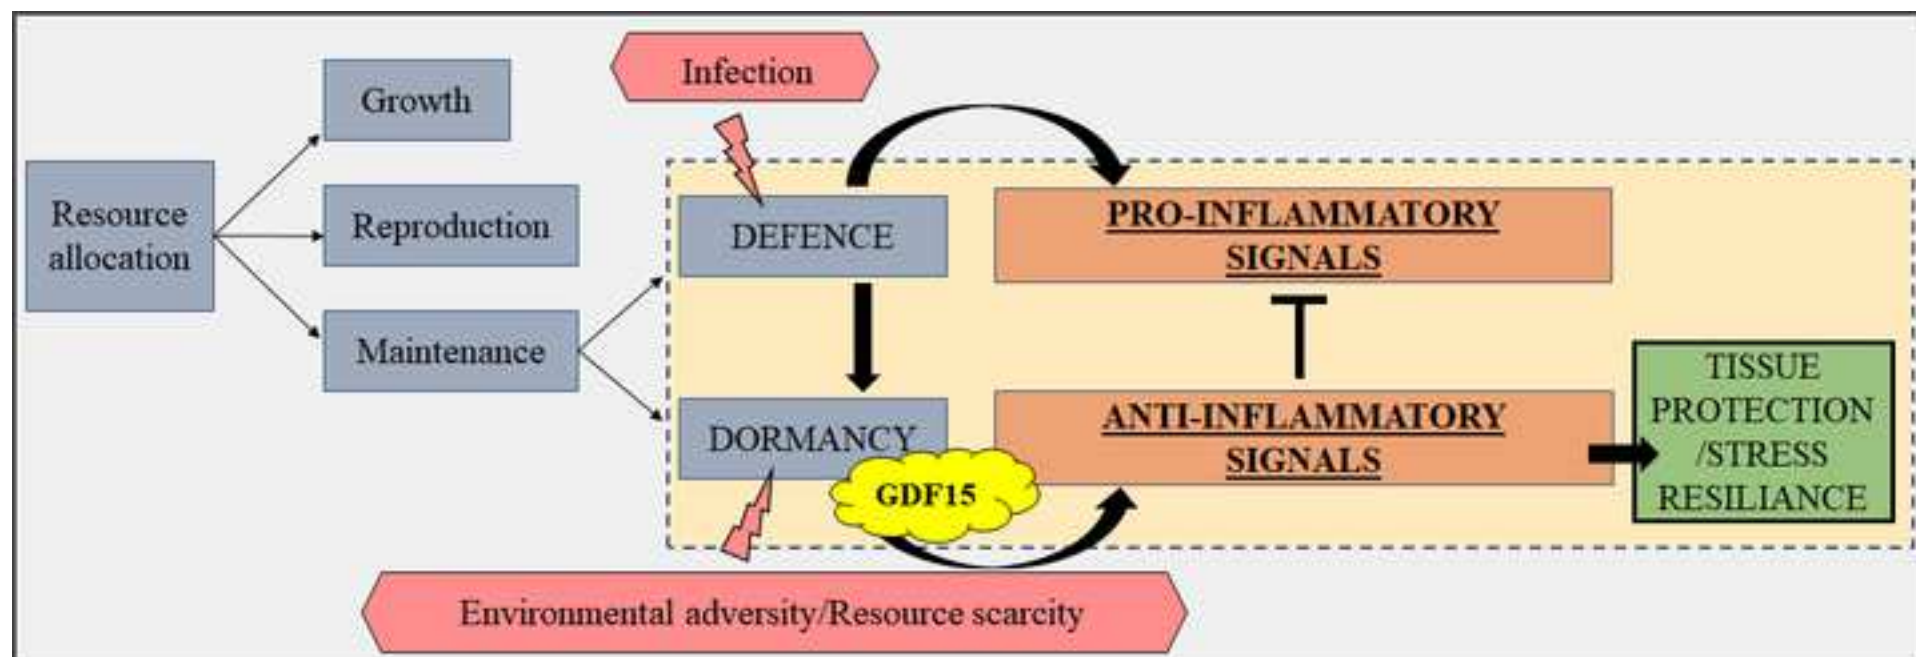 Infection
Growth
Resource
allocation
Reproduction
Maintenance
DEFENCE
PRO-INFLAMMATORY
SIGNALS
DORMANCY
GDF15
ANTI-INFLAMMATORY
SIGNALS
TISSUE
PROTECTION
/STRESS
RESILIANCE
Environmental adversity/Resource scarcity